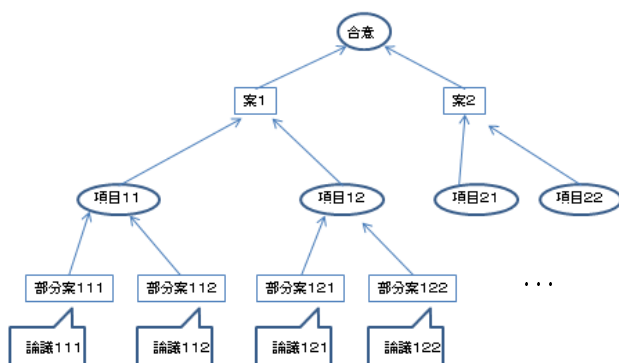 合意
案1
案2
項目11
項目12
項目21
項目22
部分案111
部分案112
部分案121
部分案122
・・・
論議111
論議112
論議121
論議122